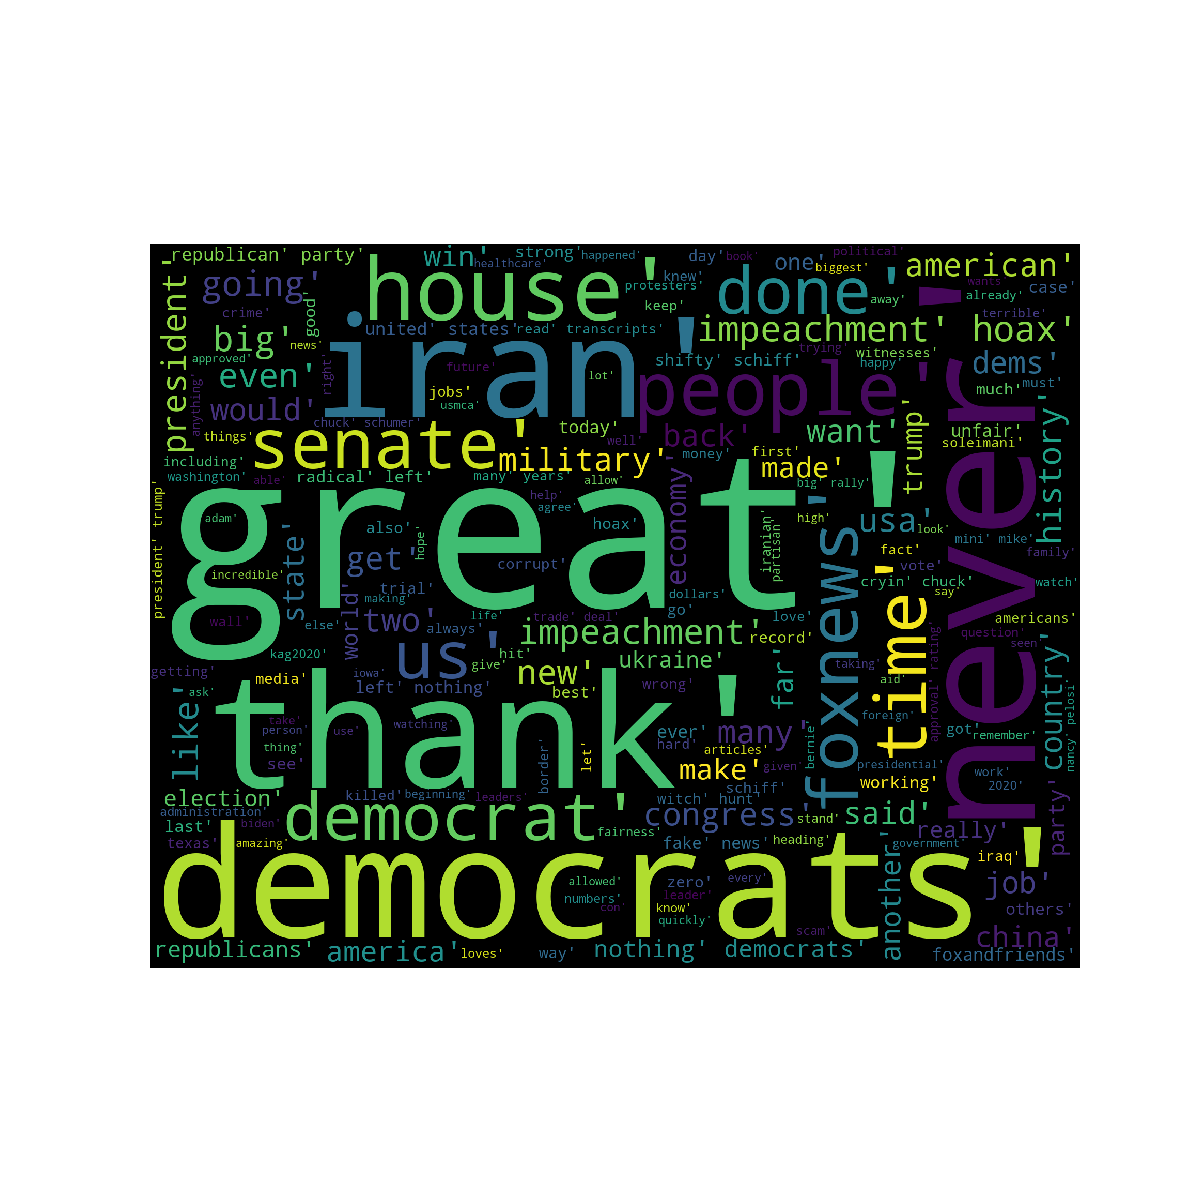 republican' party'
win'
strong'
happened'
healthcare'
day'
book'
political'
one'
biggest'
american'
president'
going'
house'
knew'
protesters'
keep'
done'
away'
wants'
already'
case'
crime'
good'
terrible'
big'
news'
united' states'
read' transcripts'
impeachment' hoax'
approved'
anything'
even'
right'
iran'
future'
lot'
shifty' schiff'
trying'
witnesses'
happy'
dems'
would'
jobs'
usmca'
people'
much'
must'
things'
chuck' schumer'
today'
well'
back'
want'
trump'
unfair'
soleimani'
history'
including'
senate'
military'
money'
first'
made'
washington'
able'
radical' left'
many' years'
allow'
economy'
big' rally'
never'
president' trump'
adam'
great'
help'
agree'
hoax'
iranian'
partisan'
high'
foxnews'
usa'
look'
also'
hope'
state'
get'
corrupt'
fact'
vote'
mini' mike'
family'
incredible'
trial'
making'
dollars'
cryin' chuck'
say'
watch'
wall'
else'
world'
two'
always'
life'
trade' deal'
go'
love'
time'
americans'
kag2020'
us'
hit'
give'
impeachment'
record'
question'
seen'
getting'
media'
iowa'
left' nothing'
new'
best'
ukraine'
wrong'
far'
taking'
aid'
approval' rating'
country'
nancy' pelosi'
like'
ask'
thank'
take'
person'
use'
watching'
foreign'
got'
remember'
thing'
see'
let'
ever'
hard'
many'
articles'
bernie'
presidential'
border'
make'
given'
working'
work'
2020'
election'
killed'
beginning'
leaders'
schiff'
administration'
democrat'
witch' hunt'
congress'
stand'
said'
party'
last'
biden'
fairness'
really'
texas'
amazing'
fake' news'
heading'
another'
government'
iraq'
democrats'
allowed'
zero'
every'
job'
numbers'
leader'
con'
know'
quickly'
others'
scam'
china'
republicans'
america'
loves'
way'
nothing' democrats'
foxandfriends'